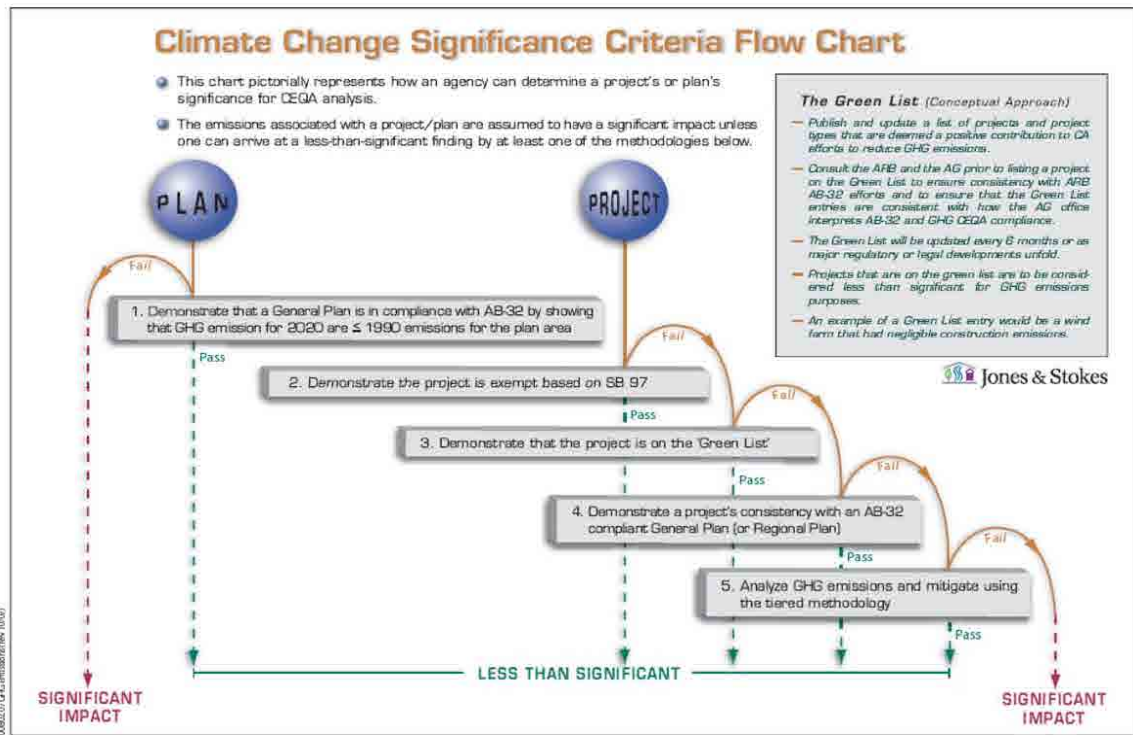 Climate Change Significance Criteria Flow Chart
This chart pictorially represents how an agency can determine a project's or plan's
significance for CEQA analysis.
The emissions associated with a project/plan are assumed to have a significant impact unless
one can arrive at a less-than-significant finding by at least one of the methodologies below.
The Green List (Conceptual Approach)
— Publish and update a list of projects and project
types that are deemed a positive contribution to CA
efforts to reduce GHG emissions.
— Consult the ARB and the AG prior to listing a project
on the Green List to ensure consistency with ARB
AB-32 efforts and to ensure that the Green List
entries are consistent with how the AG office
interprets AB-32 and GHG CEQA compliance.
— The Green List will be updated every 6 months or as
major regulatory or legal developments unfold.
— Projects that are on the green list are to be consid-
ered less than significant for GHG emissions
purposes.
— An example of a Green List entry would be a wind
farm that had negligible construction emissions.
Jones & Stokes
PLAN
PROJECT
Fail
1. Demonstrate that a General Plan is in compliance with AB-32 by showing
that GHG emission for 2020 are ≤ 1990 emissions for the plan area
Pass
Fail
2. Demonstrate the project is exempt based on SB 97
Pass
Fail
3. Demonstrate that the project is on the 'Green List'
Pass
Fail
4. Demonstrate a project's consistency with an AB-32
compliant General Plan (or Regional Plan)
Pass
Fail
5. Analyze GHG emissions and mitigate using
the tiered methodology
Pass
LESS THAN SIGNIFICANT
SIGNIFICANT
IMPACT
SIGNIFICANT
IMPACT